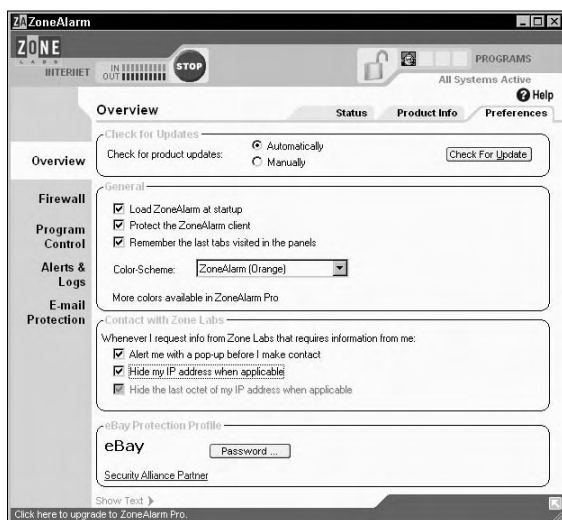 ZA ZoneAlarm
ZONE
LABS
INTERNET
IN
OUT
STOP
PROGRAMS
All Systems Active
? Help
Overview
Status
Product Info
Preferences
Overview
Firewall
Program
Control
Alerts &
Logs
E-mail
Protection
Check for Updates
Check for product updates:
Automatically
Manually
Check For Update
General
Load ZoneAlarm at startup
Protect the ZoneAlarm client
Remember the last tabs visited in the panels
Color-Scheme:
ZoneAlarm (Orange)
More colors available in ZoneAlarm Pro
Contact with Zone Labs
Whenever I request info from Zone Labs that requires information from me:
Alert me with a pop-up before I make contact
Hide my IP address when applicable
Hide the last octet of my IP address when applicable
eBay Protection Profile
eBay
Password ...
Security Alliance Partner
Show Text
Click here to upgrade to ZoneAlarm Pro.